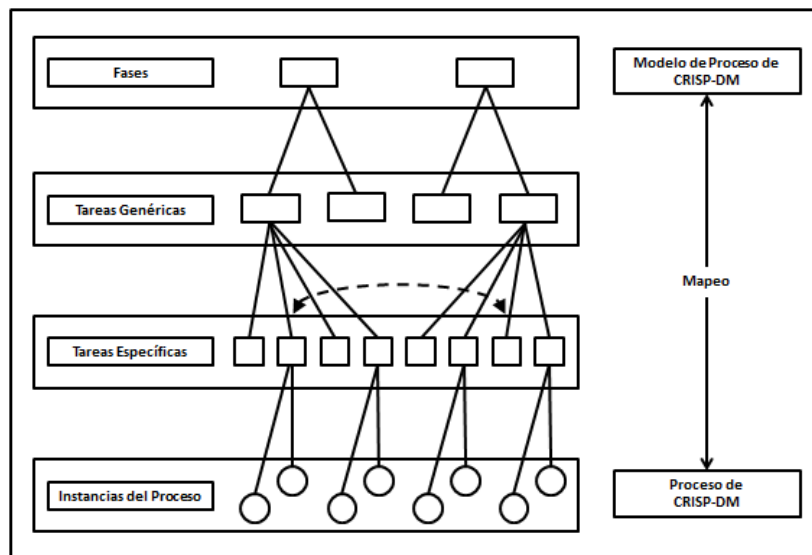 Fases
Modelo de Proceso de
CRISP-DM
Tareas Genéricas
Mapeo
Tareas Específicas
Instancias del Proceso
Proceso de
CRISP-DM